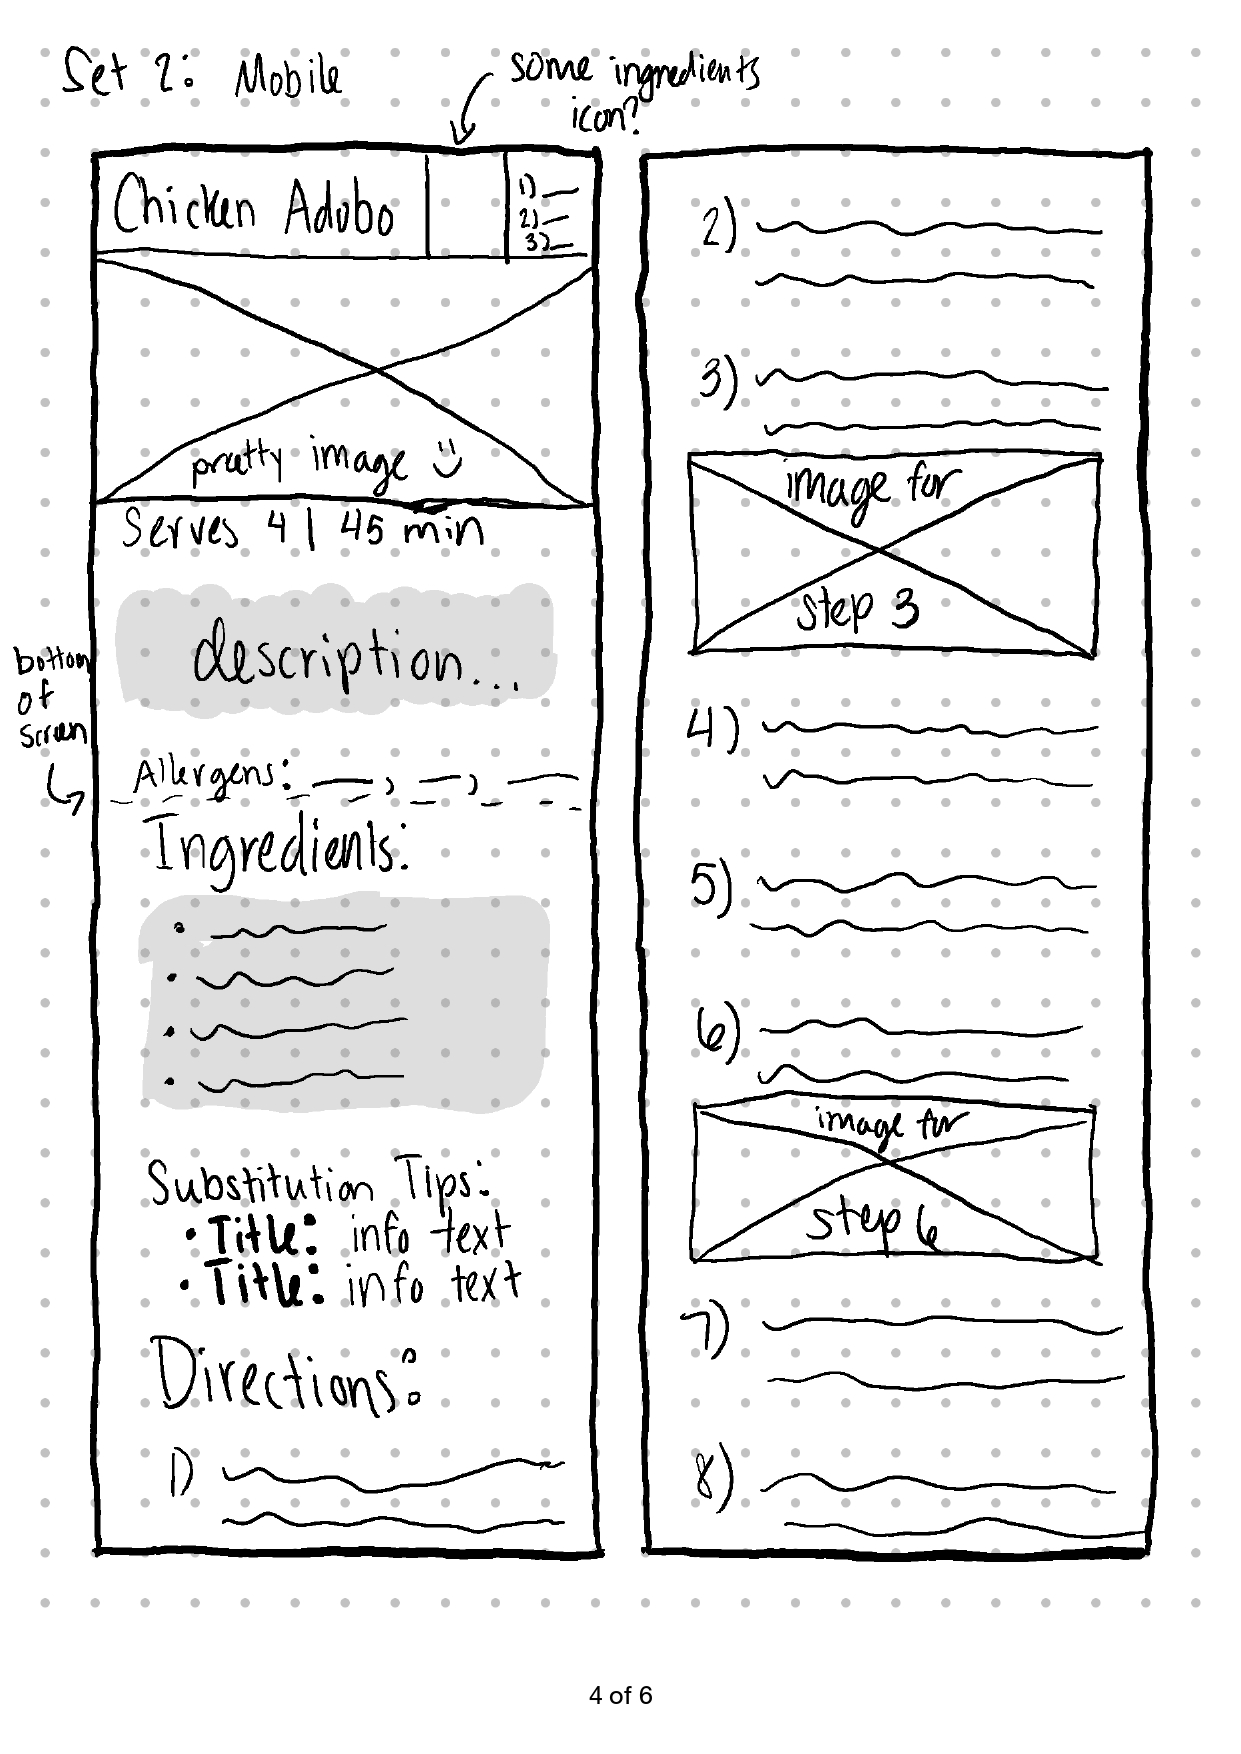 Set 2: Mobile
some ingredients
icon?
Chicken Adobo
1)
2)
3)
pretty image
Serves 4 | 45 min
description...
bottom
of
screen
Allergens: , ,
Ingredients:
Substitution Tips:
• Title: info text
• Title: info text
Directions:
1)
2)
3)
image for
step 3
4)
5)
6)
image for
step 6
7)
8)
4 of 6